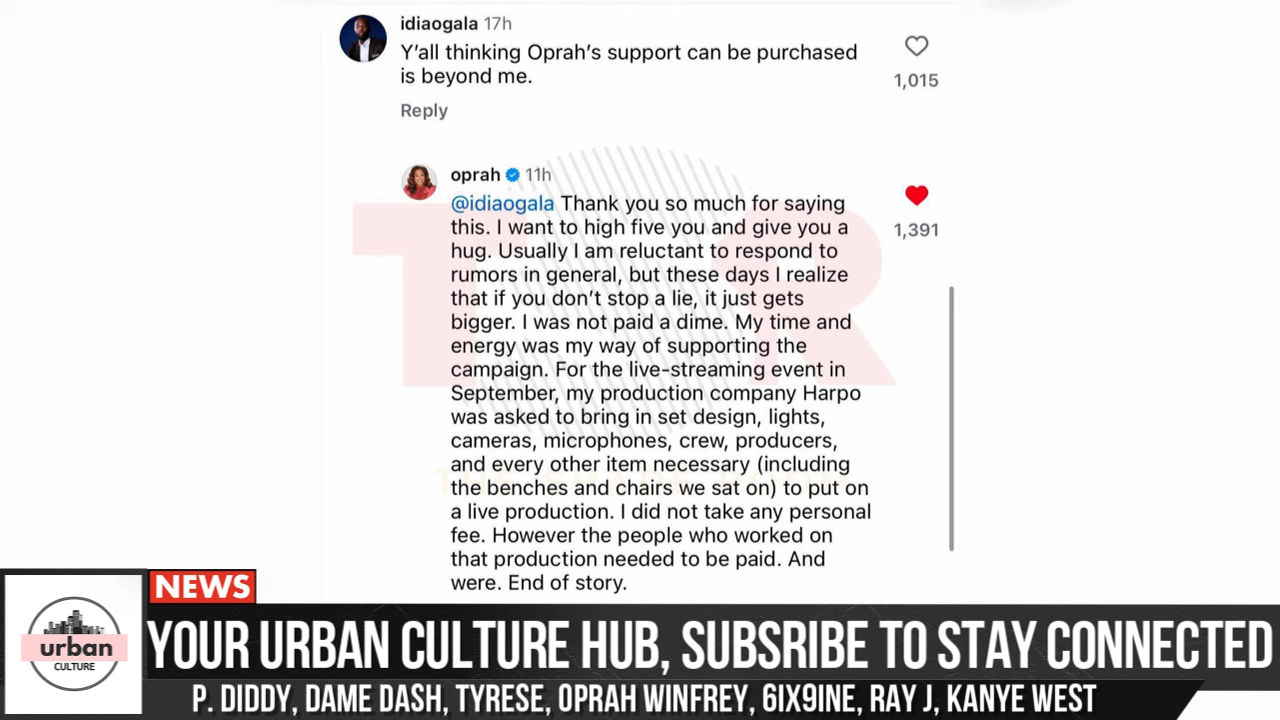 idiaogala 17h
Y'all thinking Oprah's support can be purchased
is beyond me.
1,015
Reply
oprah 11h
@idiaogala Thank you so much for saying
this. I want to high five you and give you a
hug. Usually I am reluctant to respond to
rumors in general, but these days I realize
that if you don't stop a lie, it just gets
bigger. I was not paid a dime. My time and
energy was my way of supporting the
campaign. For the live-streaming event in
September, my production company Harpo
was asked to bring in set design, lights,
cameras, microphones, crew, producers,
and every other item necessary (including
the benches and chairs we sat on) to put on
a live production. I did not take any personal
fee. However the people who worked on
that production needed to be paid. And
were. End of story.
1,391
NEWS
urban
CULTURE
YOUR URBAN CULTURE HUB, SUBSRIBE TO STAY CONNECTED
P. DIDDY, DAME DASH, TYRESE, OPRAH WINFREY, 6IX9INE, RAY J, KANYE WEST